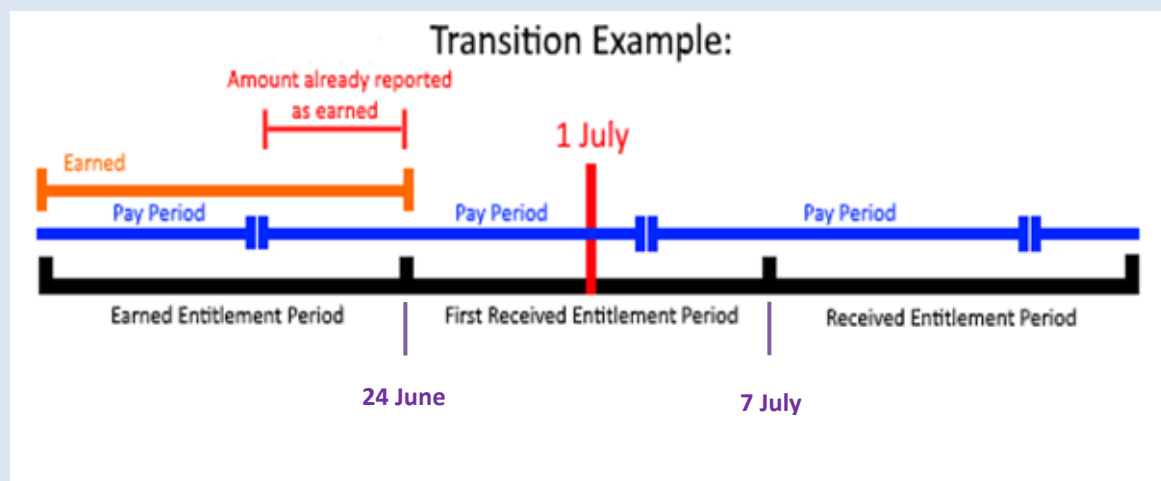 Transition Example:
Amount already reported
as earned
1 July
Earned
Pay Period
Pay Period
Pay Period
Earned Entitlement Period
First Received Entitlement Period
Received Entitlement Period
24 June
7 July